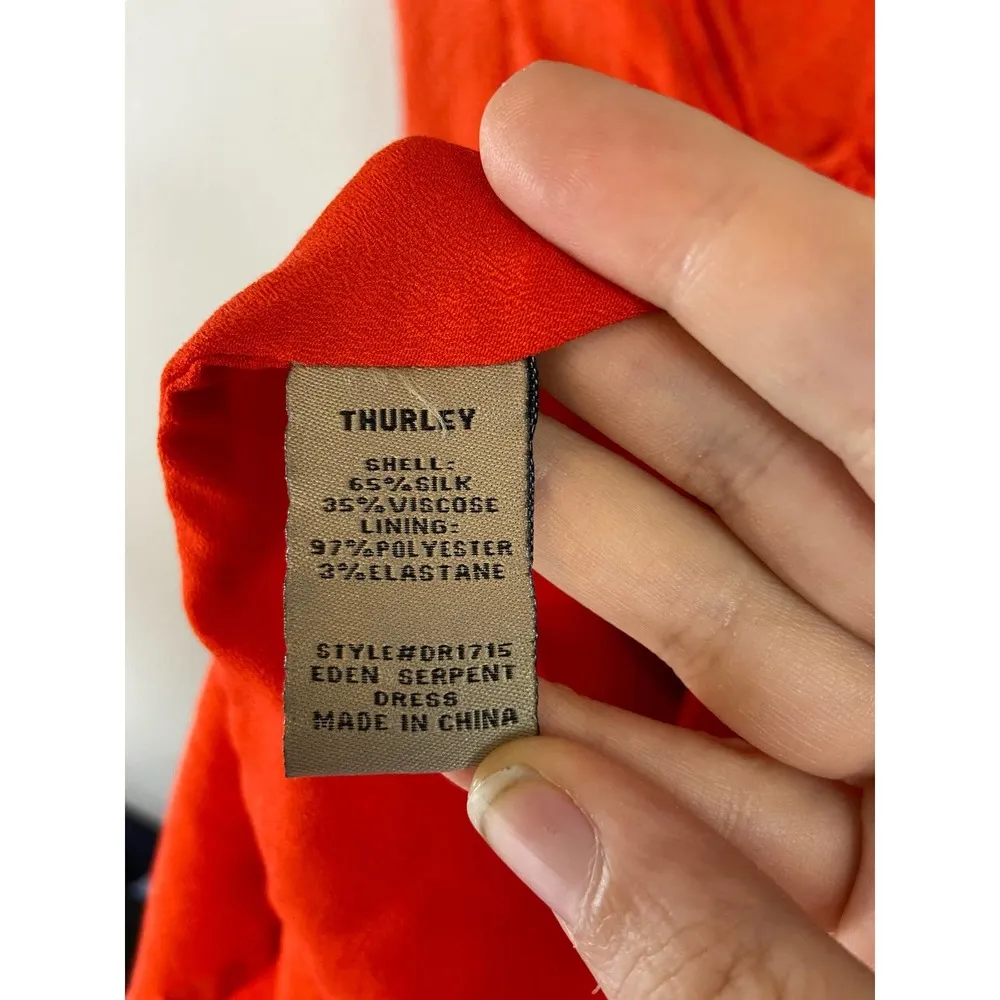 THURLEY
SHELL:
65%SILK
35%VISCOSE
LINING:
97%POLYESTER
3%ELASTANE
STYLE#DR1715
EDEN SERPENT
DRESS
MADE IN CHINA